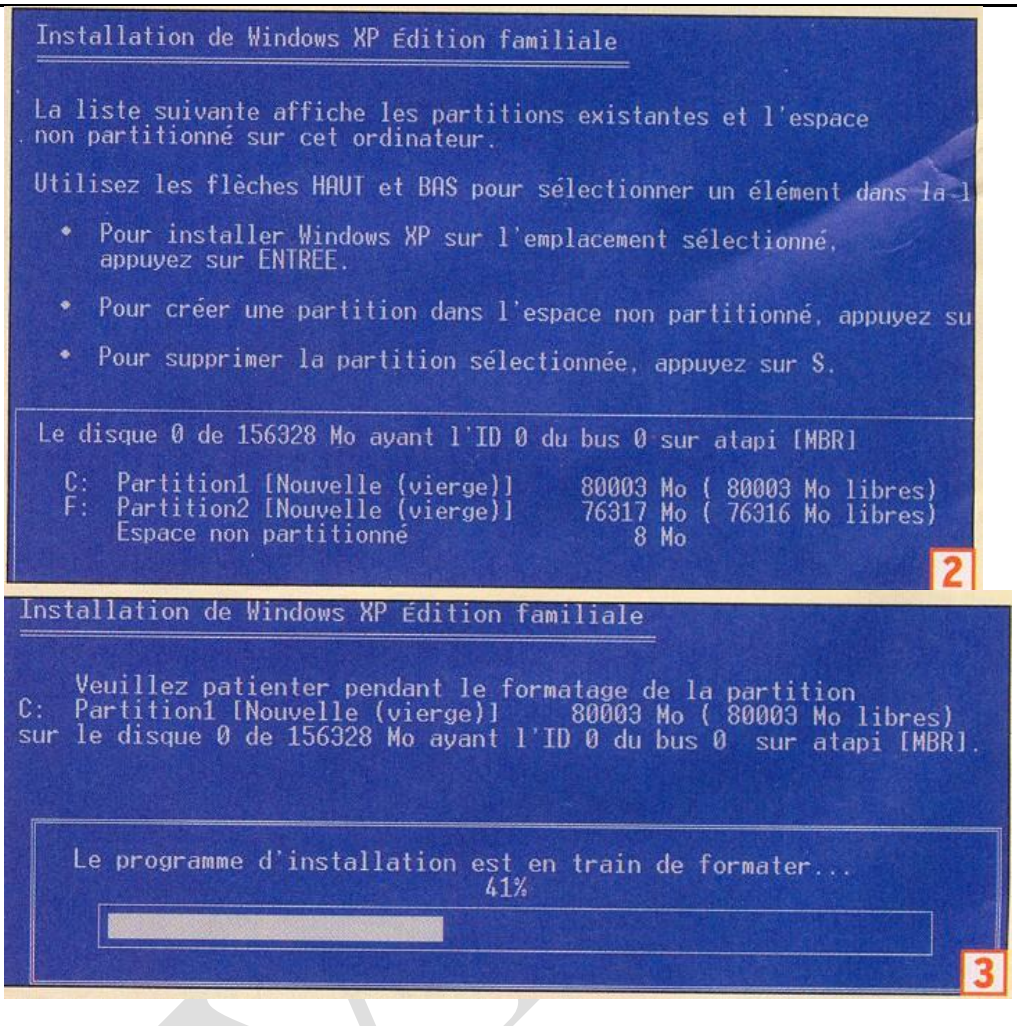 Installation de Windows XP Édition familiale
La liste suivante affiche les partitions existantes et l'espace
non partitionné sur cet ordinateur.
Utilisez les flèches HAUT et BAS pour sélectionner un élément dans la l
• Pour installer Windows XP sur l'emplacement sélectionné,
appuyez sur ENTREE.
• Pour créer une partition dans l'espace non partitionné, appuyez su
• Pour supprimer la partition sélectionnée, appuyez sur S.
Le disque 0 de 156328 Mo ayant l'ID 0 du bus 0 sur atapi [MBR]
C: Partition1 [Nouvelle (vierge)] 80003 Mo ( 80003 Mo libres)
F: Partition2 [Nouvelle (vierge)] 76317 Mo ( 76316 Mo libres)
Espace non partitionné 8 Mo
2
Installation de Windows XP Édition familiale
Veuillez patienter pendant le formatage de la partition
C: Partition1 [Nouvelle (vierge)] 80003 Mo ( 80003 Mo libres)
sur le disque 0 de 156328 Mo ayant l'ID 0 du bus 0 sur atapi [MBR].
Le programme d'installation est en train de formater...
41%
3